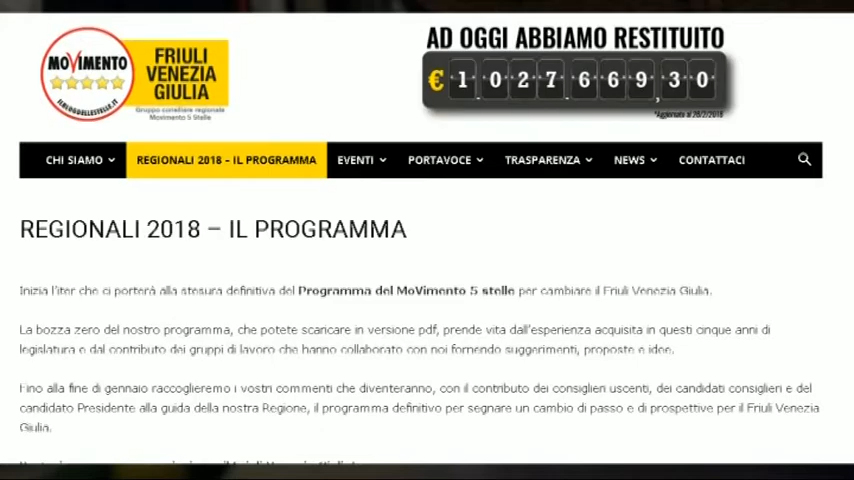 MOVIMENTO
ILBLOGDELLESTELLE.IT
FRIULI
VENEZIA
GIULIA
Gruppo consiliare regionale
Movimento 5 Stelle
AD OGGI ABBIAMO RESTITUITO
€ 1.027.669,30
*Aggiornato al 28/2/2018
CHI SIAMO REGIONALI 2018 – IL PROGRAMMA EVENTI PORTAVOCE TRASPARENZA NEWS CONTATTACI
REGIONALI 2018 – IL PROGRAMMA
Inizia l'iter che ci porterà alla stesura definitiva del Programma del MoVimento 5 stelle per cambiare il Friuli Venezia Giulia.
La bozza zero del nostro programma, che potete scaricare in versione pdf, prende vita dall'esperienza acquisita in questi cinque anni di
legislatura e dal contributo dei gruppi di lavoro che hanno collaborato con noi fornendo suggerimenti, proposte e idee.
Fino alla fine di gennaio raccoglieremo i vostri commenti che diventeranno, con il contributo dei consiglieri uscenti, dei candidati consiglieri e del
candidato Presidente alla guida della nostra Regione, il programma definitivo per segnare un cambio di passo e di prospettive per il Friuli Venezia
Giulia.